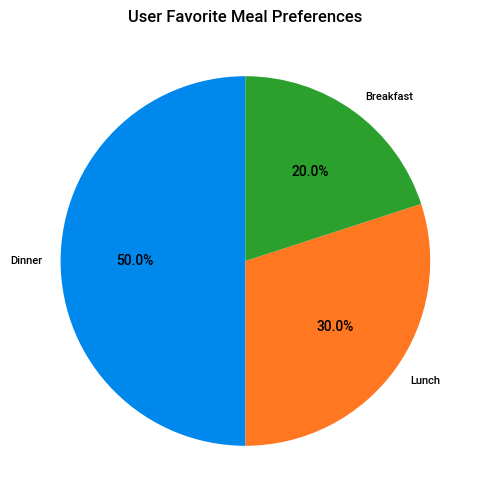 User Favorite Meal Preferences
Breakfast
20.0%
Dinner
50.0%
30.0%
Lunch